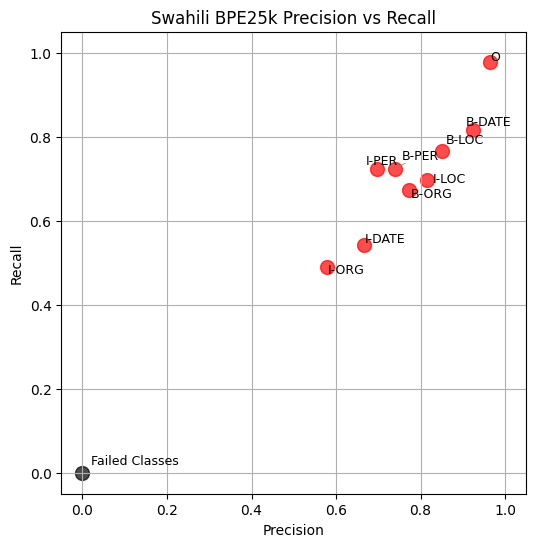 Swahili BPE25k Precision vs Recall
1.0
0.8
0.6
0.4
0.2
0.0
Recall
O
B-DATE
B-LOC
B-PER
I-PER
I-LOC
B-ORG
I-DATE
I-ORG
Failed Classes
0.0 0.2 0.4 0.6 0.8 1.0
Precision